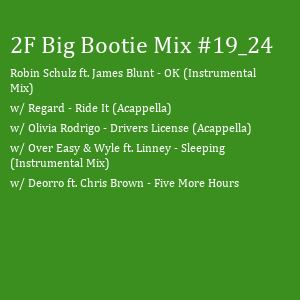 2F Big Bootie Mix #19_24
Robin Schulz ft. James Blunt - OK (Instrumental
Mix)
w/ Regard - Ride It (Acappella)
w/ Olivia Rodrigo - Drivers License (Acappella)
w/ Over Easy & Wyle ft. Linney - Sleeping
(Instrumental Mix)
w/ Deorro ft. Chris Brown - Five More Hours